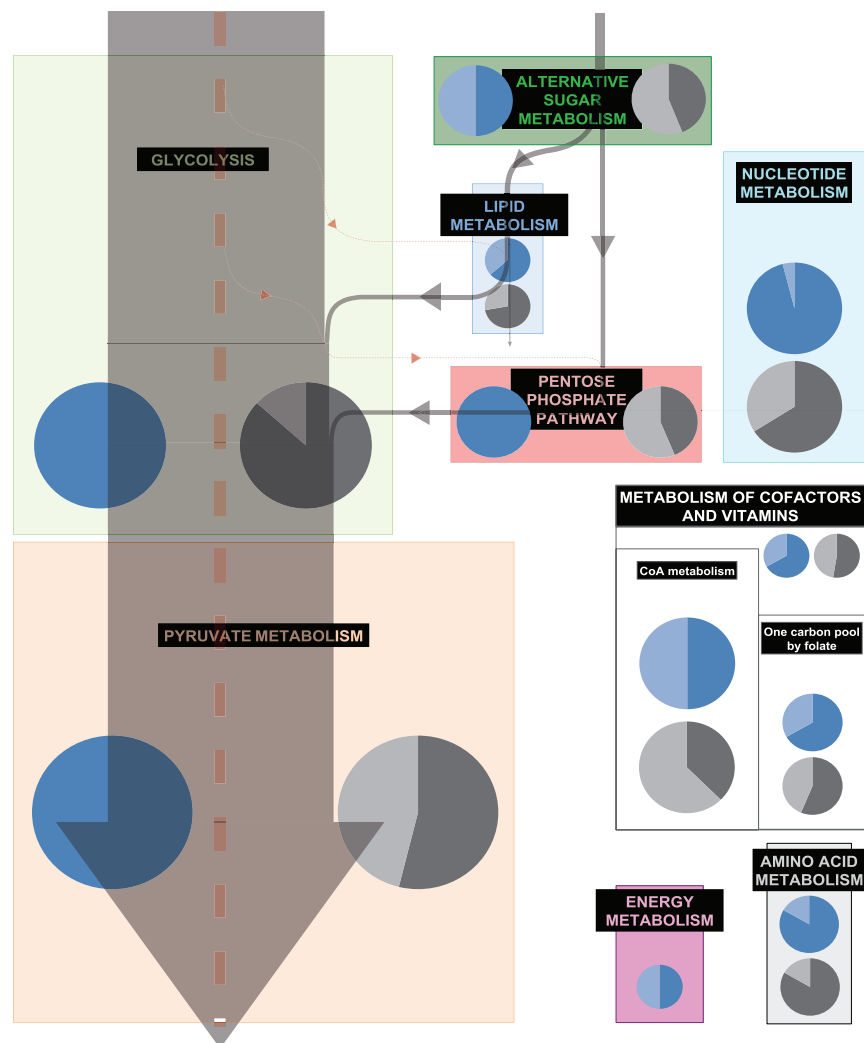 ALTERNATIVE
SUGAR
METABOLISM
GLYCOLYSIS
NUCLEOTIDE
METABOLISM
LIPID
METABOLISM
PENTOSE
PHOSPHATE
PATHWAY
METABOLISM OF COFACTORS
AND VITAMINS
CoA metabolism
One carbon pool
by folate
PYRUVATE METABOLISM
AMINO ACID
METABOLISM
ENERGY
METABOLISM